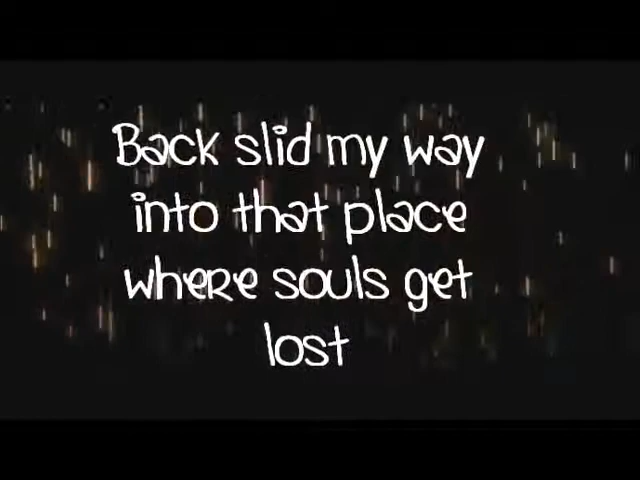 Back slid my way
into that place
where souls get
lost